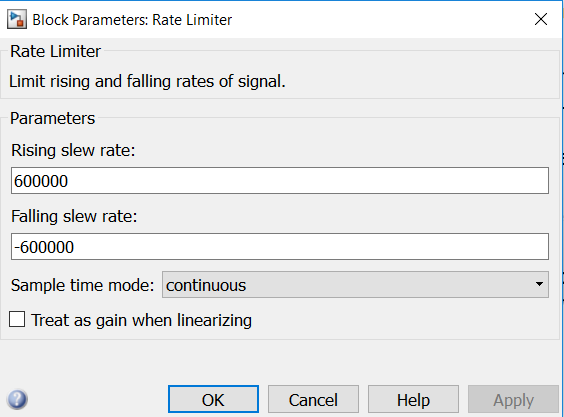 Block Parameters: Rate Limiter
Rate Limiter
Limit rising and falling rates of signal.
Parameters
Rising slew rate:
600000
Falling slew rate:
-600000
Sample time mode: continuous
Treat as gain when linearizing
OK Cancel Help Apply